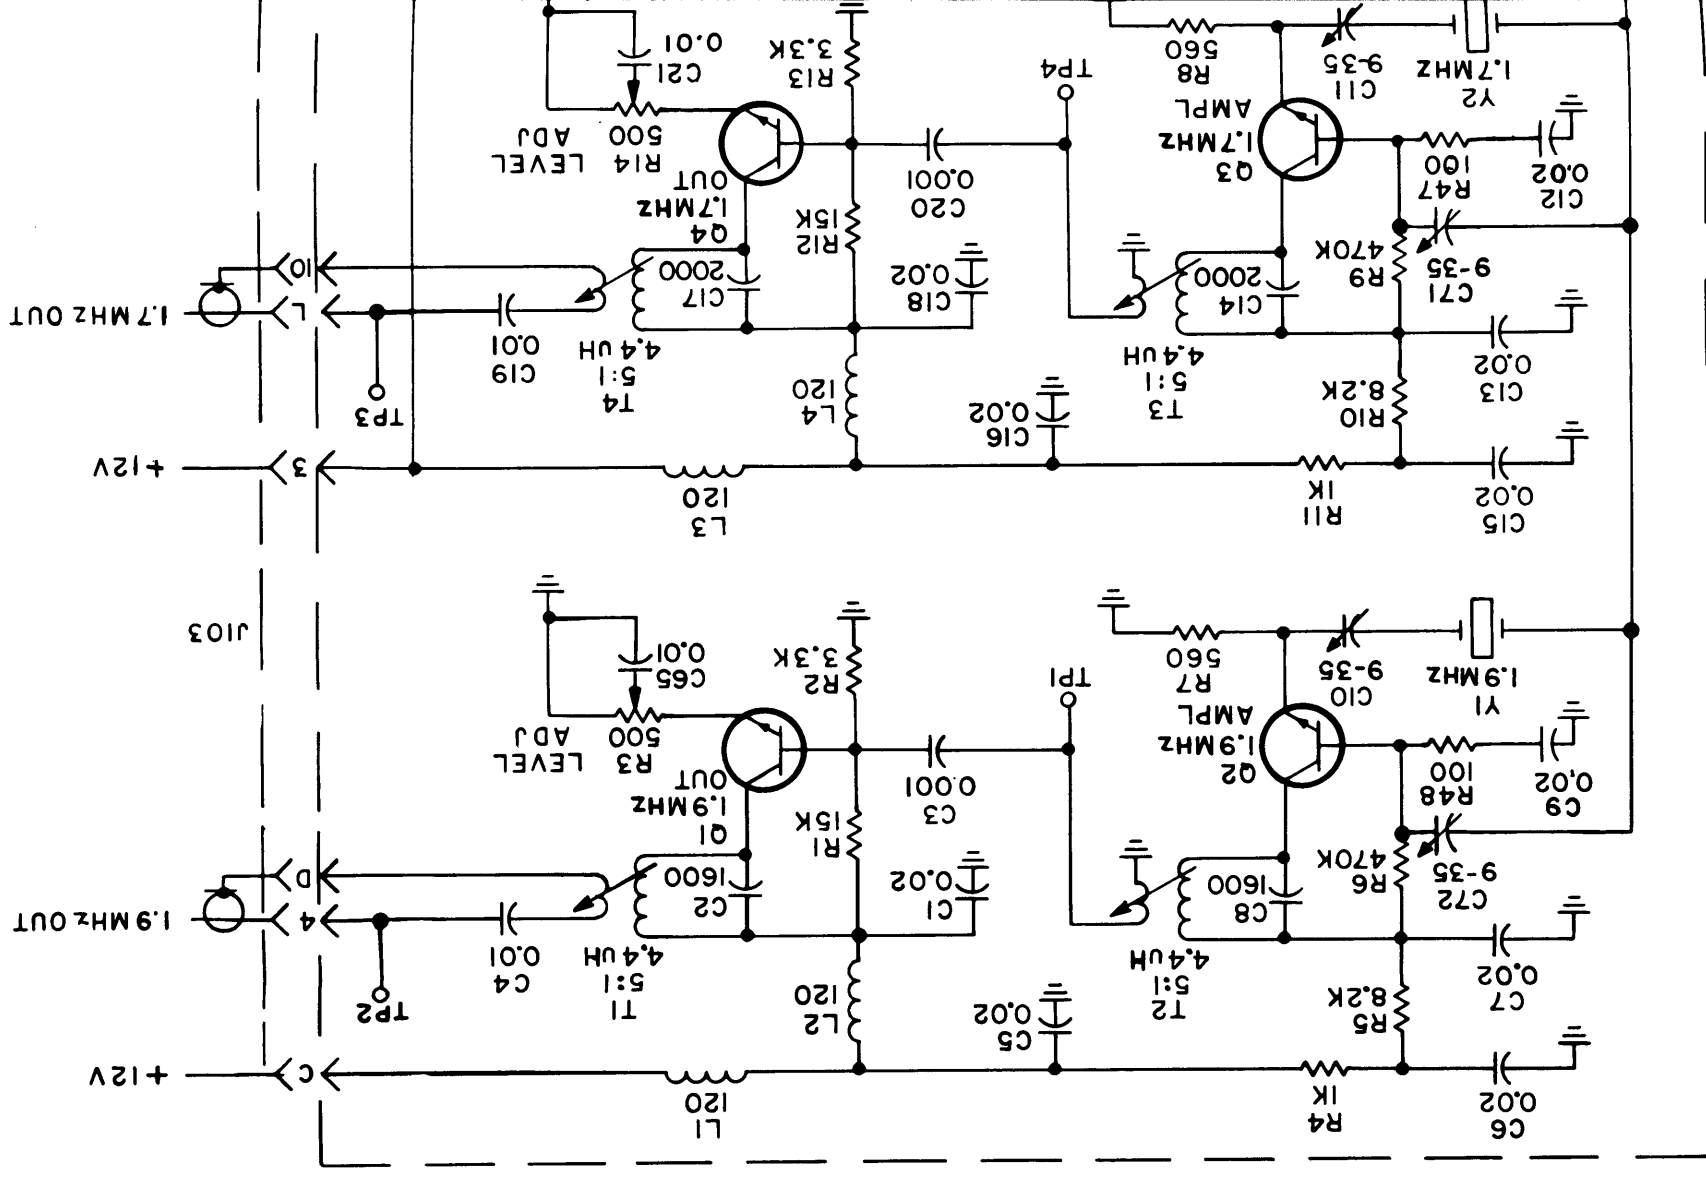 C6
0.02
R4
1K
L1
120
C
+12V
C7
0.02
R5
8.2K
C5
0.02
L2
120
TP2
T2
5:1
4.4uH
T1
5:1
4.4 uH
C4
0.01
4
1.9MHz OUT
D
C72
9-35
R6
470K
C8
1600
C1
0.02
C2
1600
C9
0.02
R48
100
Q2
1.9MHz
AMPL
C3
0.001
R1
15K
Q1
1.9MHz
OUT
R3
500
LEVEL
ADJ
Y1
1.9MHz
C10
9-35
R7
560
TP1
R2
3.3K
C65
0.01
J103
C15
0.02
R11
1K
L3
120
3
+12V
C13
0.02
R10
8.2K
C16
0.02
L4
120
TP3
T3
5:1
4.4uH
T4
5:1
4.4 uH
C19
0.01
L
1.7MHz OUT
10
C71
9-35
R9
470K
C14
2000
C18
0.02
C17
2000
C12
0.02
R47
100
Q3
1.7MHz
AMPL
C20
0.001
R12
15K
Q4
1.7MHz
OUT
R14
500
LEVEL
ADJ
Y2
1.7MHz
C11
9-35
R8
560
TP4
R13
3.3K
C21
0.01